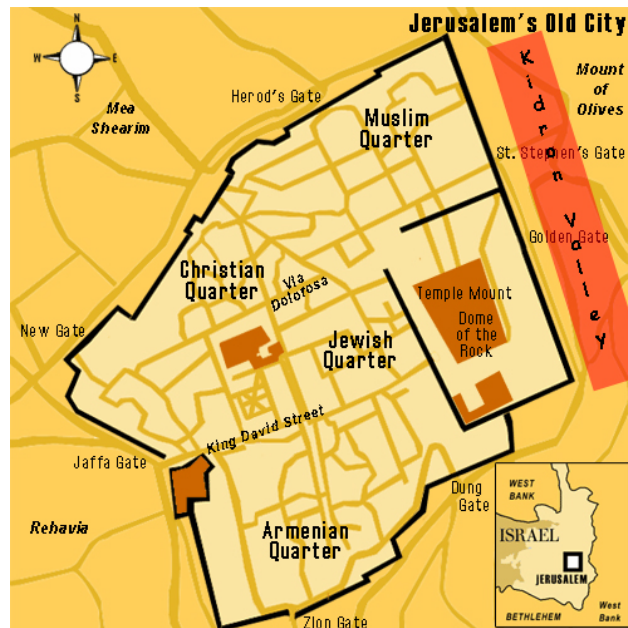 Jerusalem's Old City
N
W E
S
Kidron Valley
Mount
of
Olives
Mea
Shearim
Herod's Gate
Muslim
Quarter
St. Stephen's Gate
Golden Gate
Christian
Quarter
Via
Dolorosa
Temple Mount
Dome
of the
Rock
New Gate
Jewish
Quarter
King David Street
Jaffa Gate
Dung
Gate
Rehavia
Armenian
Quarter
Zion Gate
WEST
BANK
ISRAEL
JERUSALEM
BETHLEHEM
West
Bank